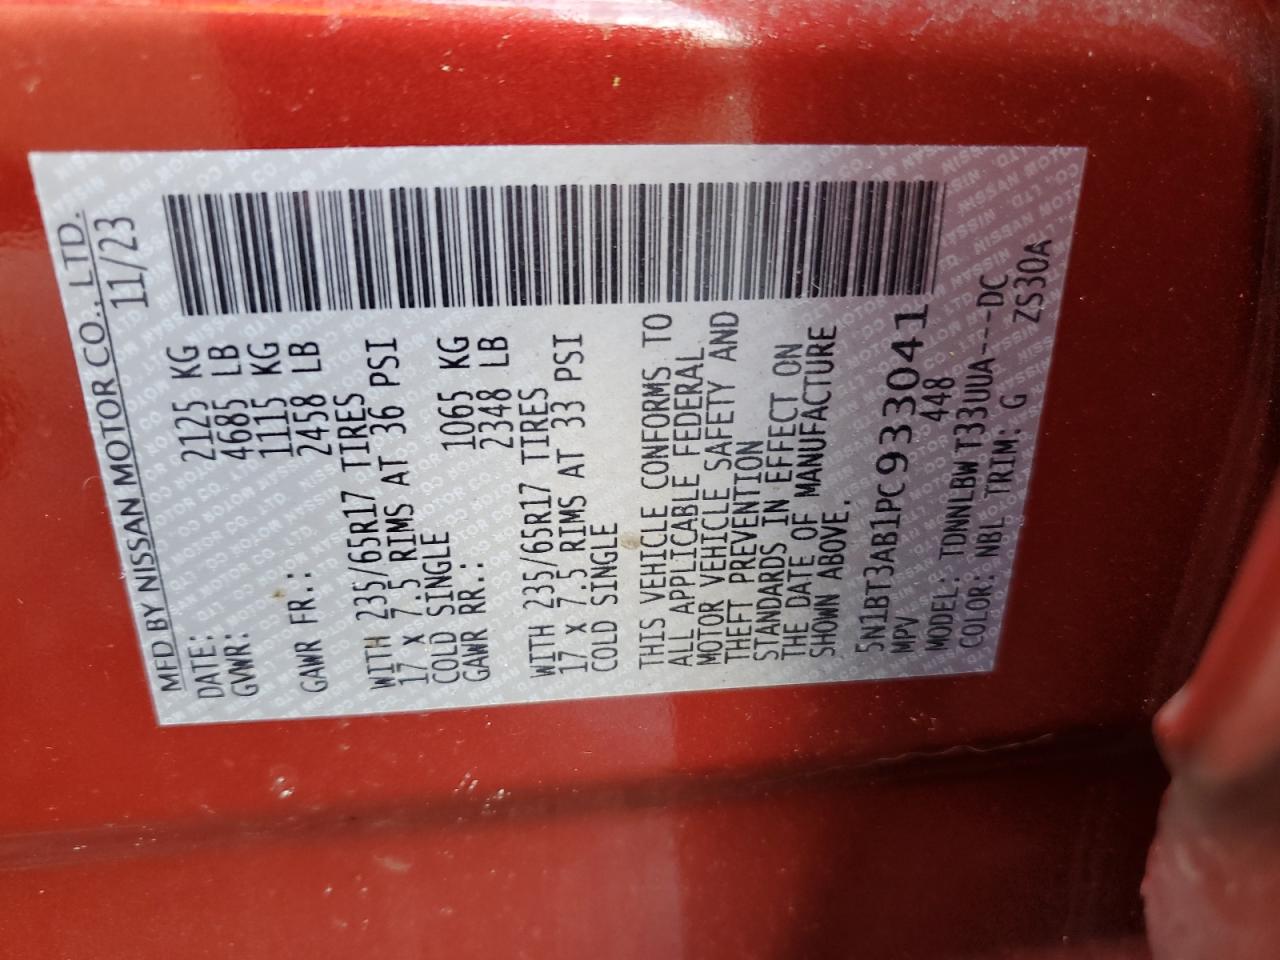 MFD BY NISSAN MOTOR CO., LTD.
DATE: 11/23
GVWR: 2125 KG
4685 LB
GAWR FR.: 1115 KG
2458 LB
WITH 235/65R17 TIRES
17 x 7.5 RIMS AT 36 PSI
COLD SINGLE
GAWR RR.: 1065 KG
2348 LB
WITH 235/65R17 TIRES
17 x 7.5 RIMS AT 33 PSI
COLD SINGLE
THIS VEHICLE CONFORMS TO
ALL APPLICABLE FEDERAL
MOTOR VEHICLE SAFETY AND
THEFT PREVENTION
STANDARDS IN EFFECT ON
THE DATE OF MANUFACTURE
SHOWN ABOVE.
5N1BT3AB1PC933041
MPV 448
MODEL: TDNNLBWT33UUA---DC
COLOR: NBL TRIM: G ZS30A